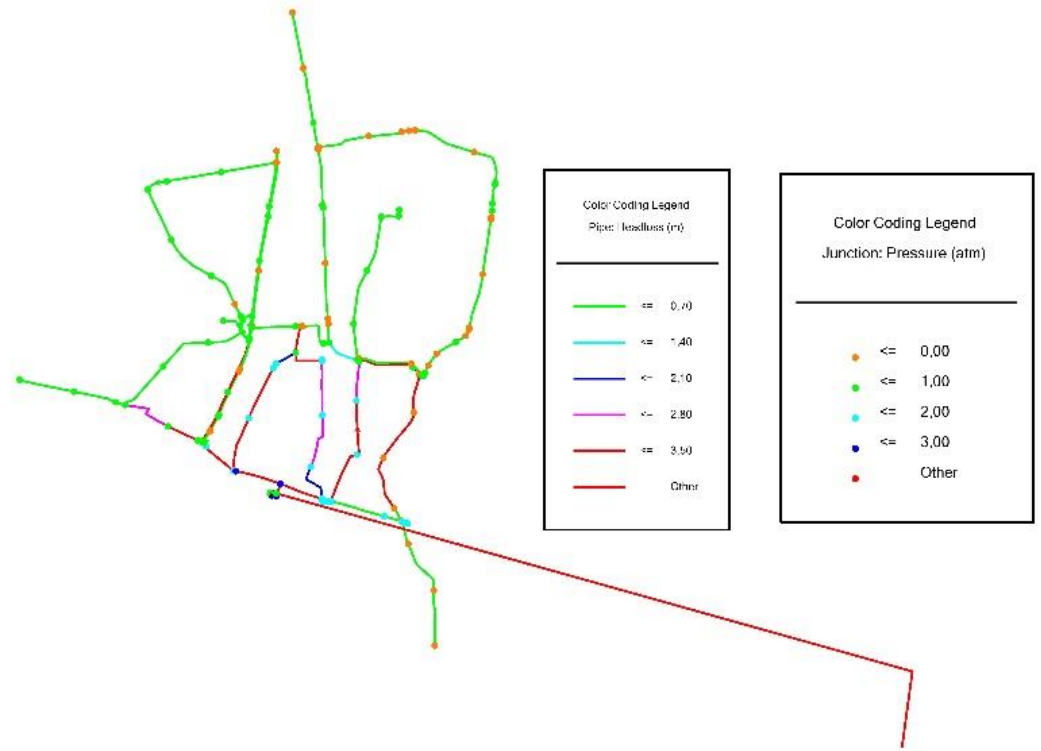 Color Coding Legend
Pipe: Headloss (m)
<= 0,70
<= 1,40
<= 2,10
<= 2,80
<= 3,50
Other
Color Coding Legend
Junction: Pressure (atm)
<= 0,00
<= 1,00
<= 2,00
<= 3,00
Other